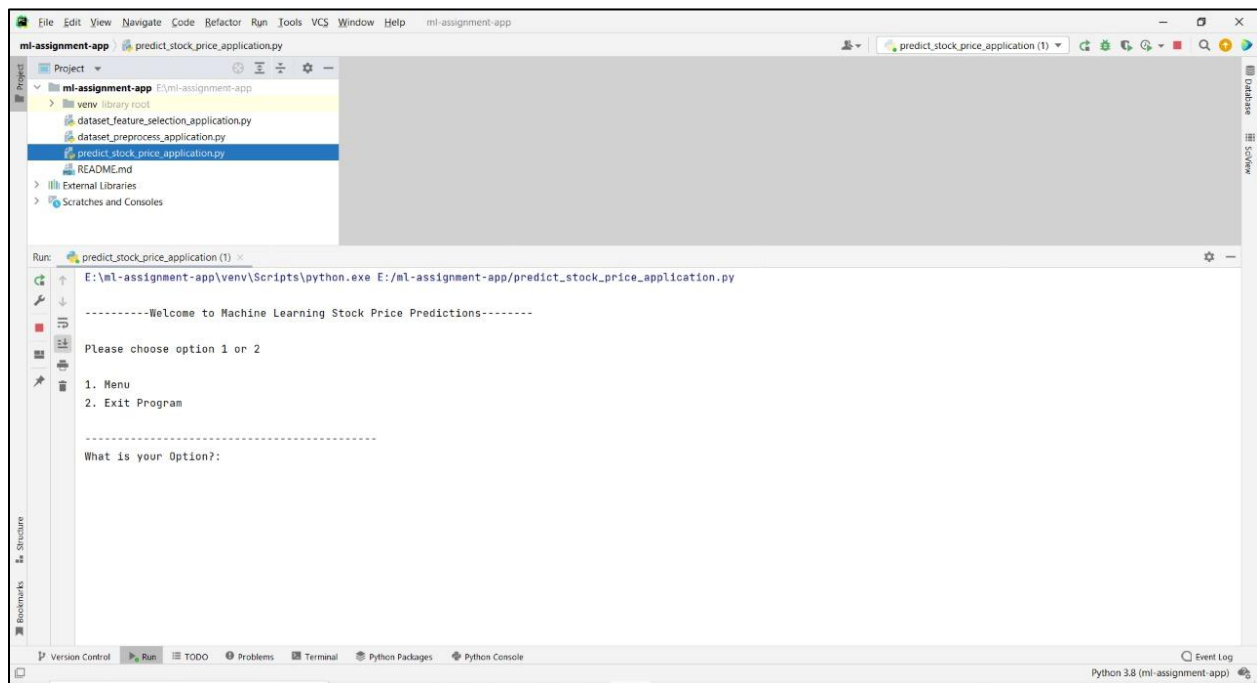 File Edit View Navigate Code Refactor Run Tools VCS Window Help ml-assignment-app
ml-assignment-app predict_stock_price_application.py predict_stock_price_application (1)
Project
Project
Database
SciView
ml-assignment-app E:\ml-assignment-app
venv library root
dataset_feature_selection_application.py
dataset_preprocess_application.py
predict_stock_price_application.py
README.md
External Libraries
Scratches and Consoles
Run: predict_stock_price_application (1)
E:\ml-assignment-app\venv\Scripts\python.exe E:/ml-assignment-app/predict_stock_price_application.py
----------Welcome to Machine Learning Stock Price Predictions--------
Please choose option 1 or 2
1. Menu
2. Exit Program
---------------------------------------------
What is your Option?:
Structure
Bookmarks
Version Control Run TODO Problems Terminal Python Packages Python Console Event Log
Python 3.8 (ml-assignment-app)